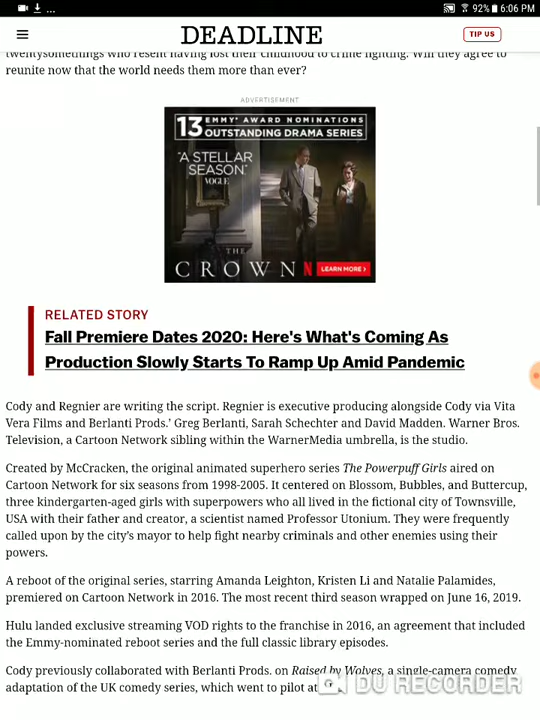 92% 6:06 PM
DEADLINE
TIP US
twentysomethings who resent having lost their childhood to crime fighting. Will they agree to
reunite now that the world needs them more than ever?
ADVERTISEMENT
13 EMMY® AWARD NOMINATIONS
OUTSTANDING DRAMA SERIES
"A STELLAR
SEASON"
VOGUE
THE
CROWN N LEARN MORE >
RELATED STORY
Fall Premiere Dates 2020: Here's What's Coming As
Production Slowly Starts To Ramp Up Amid Pandemic
Cody and Regnier are writing the script. Regnier is executive producing alongside Cody via Vita
Vera Films and Berlanti Prods.' Greg Berlanti, Sarah Schechter and David Madden. Warner Bros.
Television, a Cartoon Network sibling within the WarnerMedia umbrella, is the studio.
Created by McCracken, the original animated superhero series The Powerpuff Girls aired on
Cartoon Network for six seasons from 1998-2005. It centered on Blossom, Bubbles, and Buttercup,
three kindergarten-aged girls with superpowers who all lived in the fictional city of Townsville,
USA with their father and creator, a scientist named Professor Utonium. They were frequently
called upon by the city's mayor to help fight nearby criminals and other enemies using their
powers.
A reboot of the original series, starring Amanda Leighton, Kristen Li and Natalie Palamides,
premiered on Cartoon Network in 2016. The most recent third season wrapped on June 16, 2019.
Hulu landed exclusive streaming VOD rights to the franchise in 2016, an agreement that included
the Emmy-nominated reboot series and the full classic library episodes.
Cody previously collaborated with Berlanti Prods. on Raised by Wolves, a single-camera comedy
adaptation of the UK comedy series, which went to pilot at
DU RECORDER